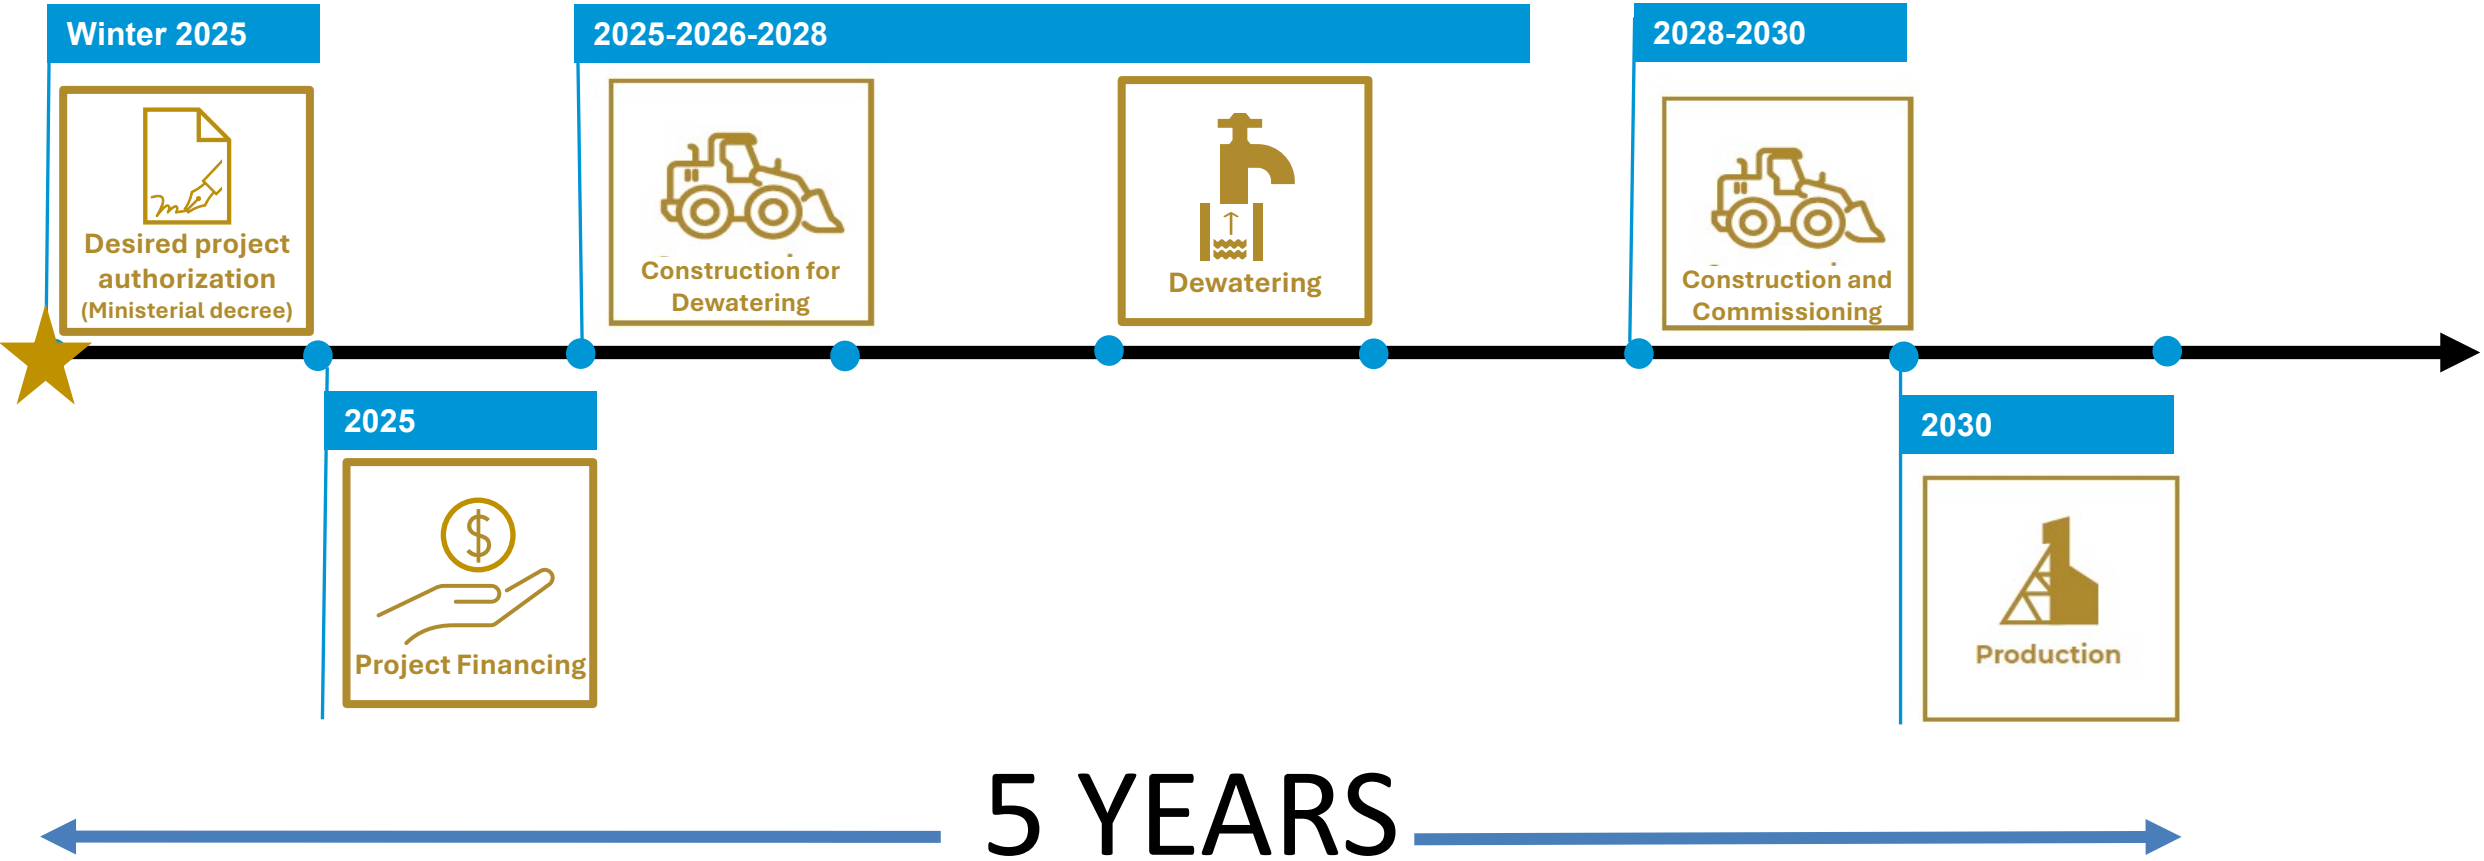 Winter 2025
Desired project
authorization
(Ministerial decree)
2025-2026-2028
Construction for
Dewatering
Dewatering
2028-2030
Construction and
Commissioning
2025
$
Project Financing
2030
Production
5 YEARS